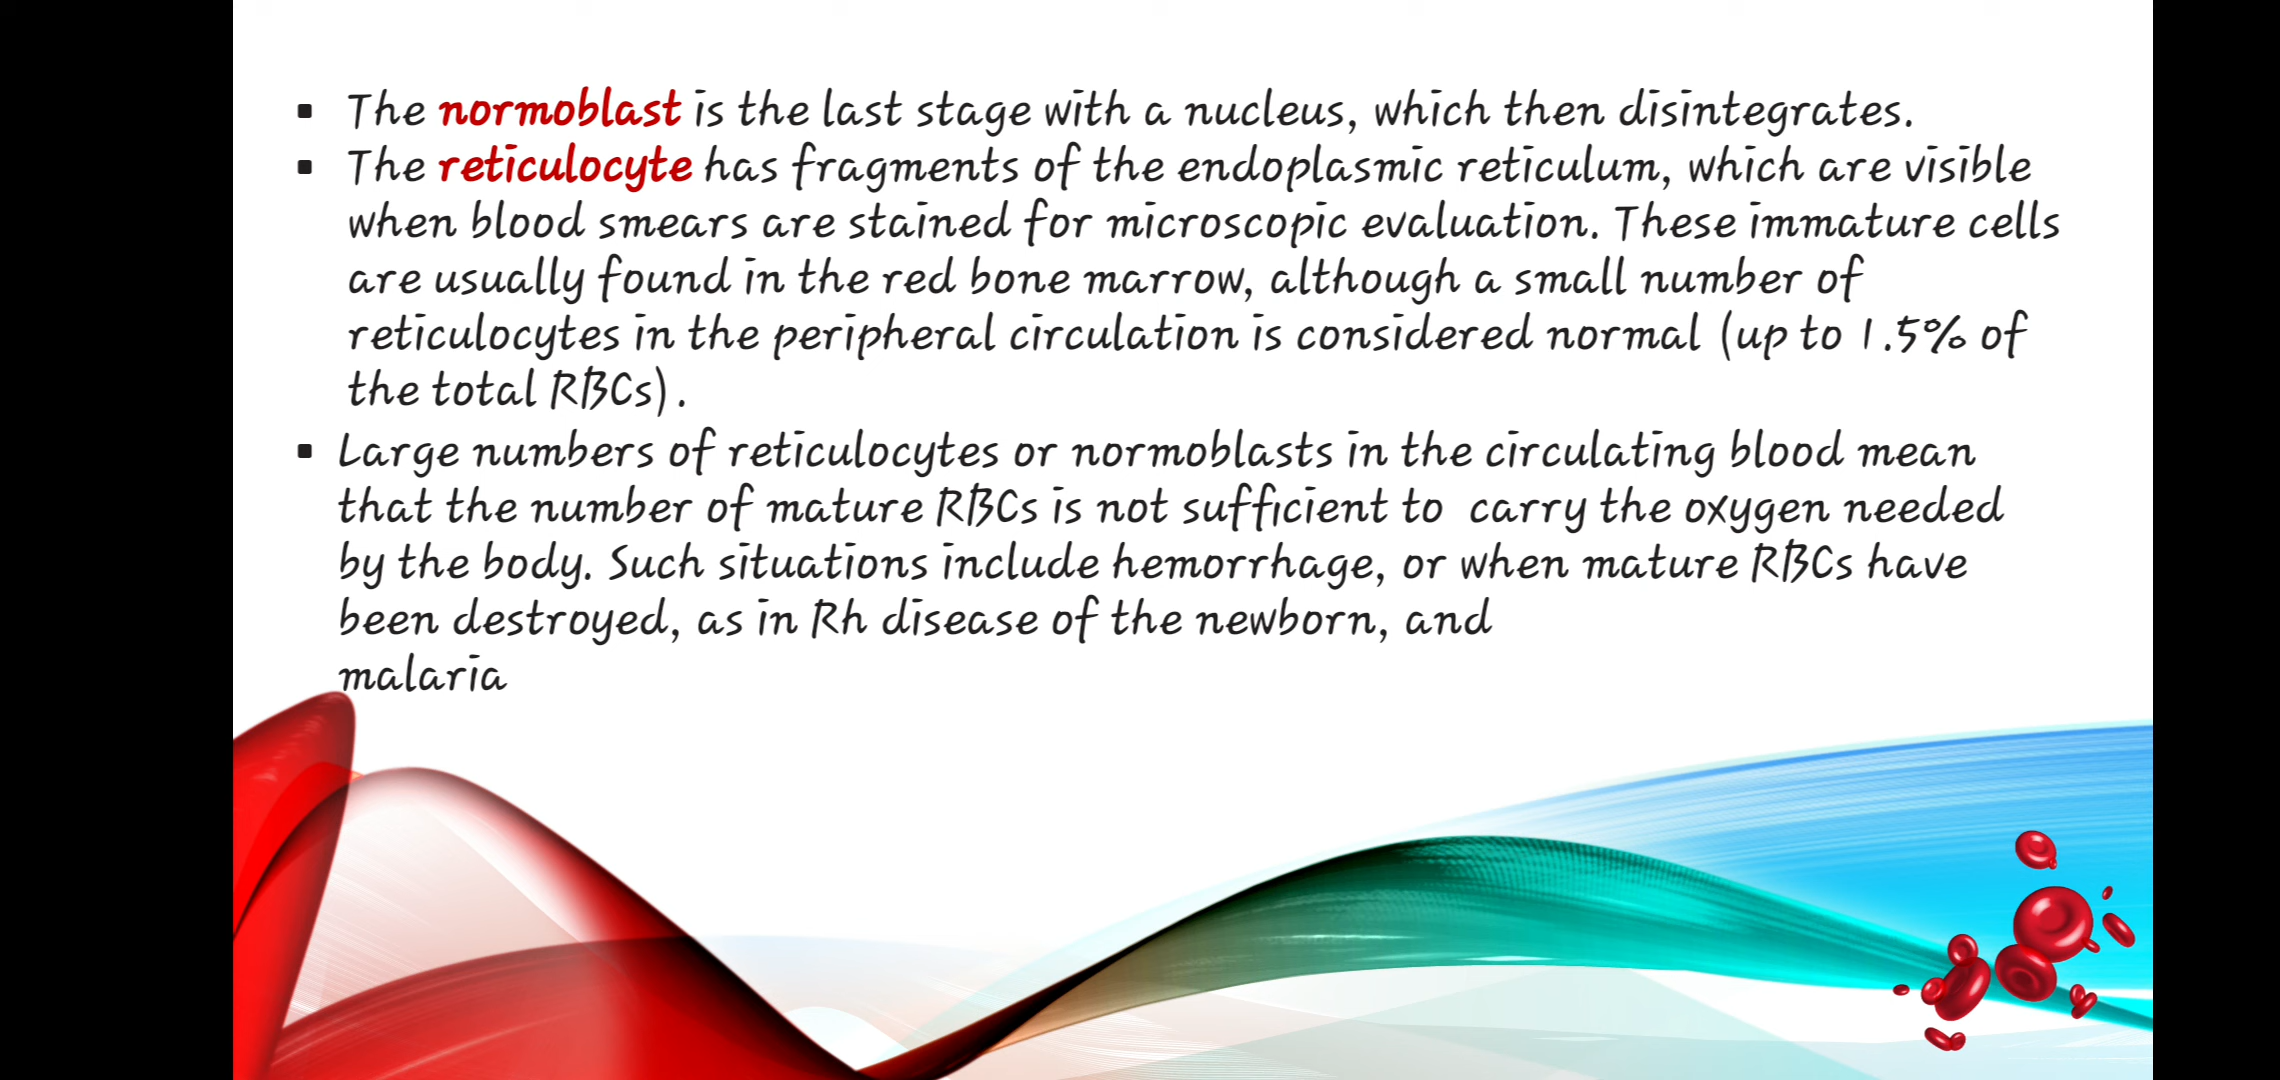 ▪ The normoblast is the last stage with a nucleus, which then disintegrates.
▪ The reticulocyte has fragments of the endoplasmic reticulum, which are visible
when blood smears are stained for microscopic evaluation. These immature cells
are usually found in the red bone marrow, although a small number of
reticulocytes in the peripheral circulation is considered normal (up to 1.5% of
the total RBCs).
▪ Large numbers of reticulocytes or normoblasts in the circulating blood mean
that the number of mature RBCs is not sufficient to carry the oxygen needed
by the body. Such situations include hemorrhage, or when mature RBCs have
been destroyed, as in Rh disease of the newborn, and
malaria